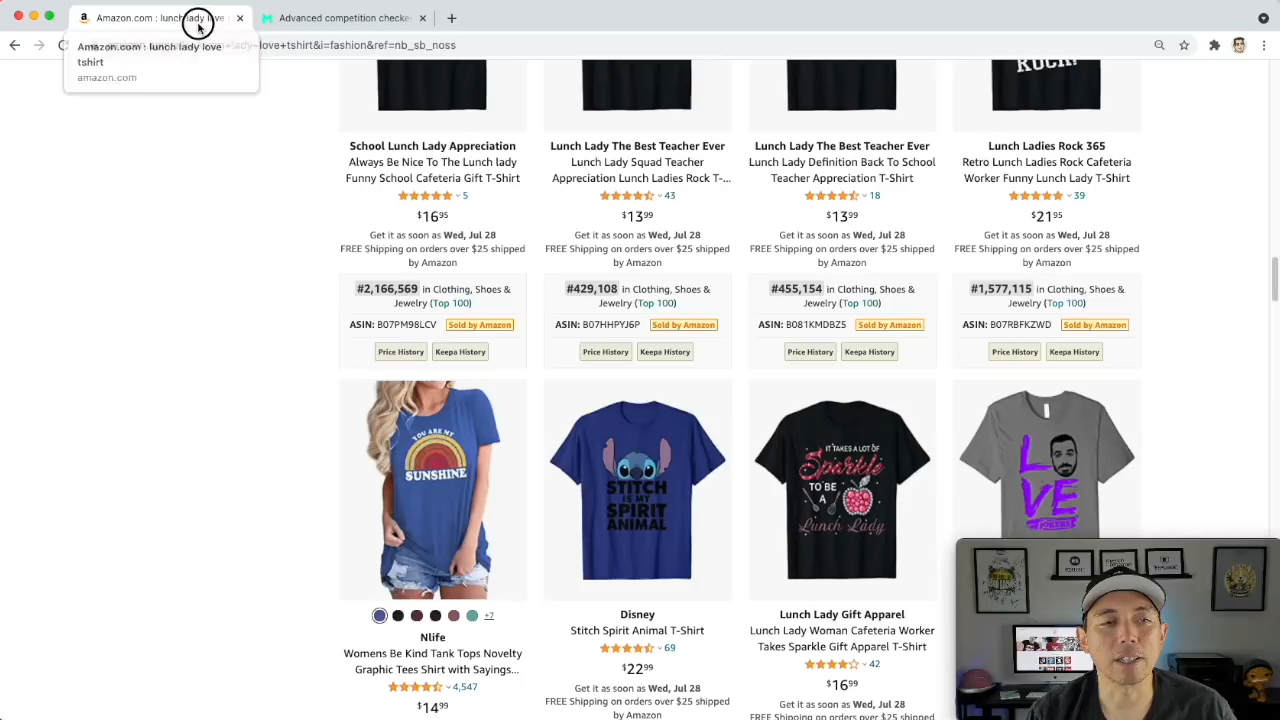 Amazon.com : lunch lady love
Advanced competition checke
Amazon.com : lunch lady love
tshirt
amazon.com
love+tshirt&i=fashion&ref=nb_sb_noss
ROCK!
School Lunch Lady Appreciation
Always Be Nice To The Lunch lady
Funny School Cafeteria Gift T-Shirt
5
$16.95
Get it as soon as Wed, Jul 28
FREE Shipping on orders over $25 shipped
by Amazon
#2,166,569 in Clothing, Shoes &
Jewelry (Top 100)
ASIN: B07PM98LCV Sold by Amazon
Price History Keepa History
Lunch Lady The Best Teacher Ever
Lunch Lady Squad Teacher
Appreciation Lunch Ladies Rock T-...
43
$13.99
Get it as soon as Wed, Jul 28
FREE Shipping on orders over $25 shipped
by Amazon
#429,108 in Clothing, Shoes &
Jewelry (Top 100)
ASIN: B07HHPYJ6P Sold by Amazon
Price History Keepa History
Lunch Lady The Best Teacher Ever
Lunch Lady Definition Back To School
Teacher Appreciation T-Shirt
18
$13.99
Get it as soon as Wed, Jul 28
FREE Shipping on orders over $25 shipped
by Amazon
#455,154 in Clothing, Shoes &
Jewelry (Top 100)
ASIN: B081KMDBZ5 Sold by Amazon
Price History Keepa History
Lunch Ladies Rock 365
Retro Lunch Ladies Rock Cafeteria
Worker Funny Lunch Lady T-Shirt
39
$21.95
Get it as soon as Wed, Jul 28
FREE Shipping on orders over $25 shipped
by Amazon
#1,577,115 in Clothing, Shoes &
Jewelry (Top 100)
ASIN: B07RBFKZWD Sold by Amazon
Price History Keepa History
YOU ARE MY
SUNSHINE
+7
Nlife
Womens Be Kind Tank Tops Novelty
Graphic Tees Shirt with Sayings...
4,547
$14.99
STITCH
IS MY
SPIRIT
ANIMAL
Disney
Stitch Spirit Animal T-Shirt
69
$22.99
Get it as soon as Wed, Jul 28
FREE Shipping on orders over $25 shipped
by Amazon
IT TAKES A LOT OF
Sparkle
TO BE
A
Lunch Lady
Lunch Lady Gift Apparel
Lunch Lady Woman Cafeteria Worker
Takes Sparkle Gift Apparel T-Shirt
42
$16.99
Get it as soon as Wed, Jul 28
FREE Shipping on orders over $25 shipped
L
VE
JOKERS